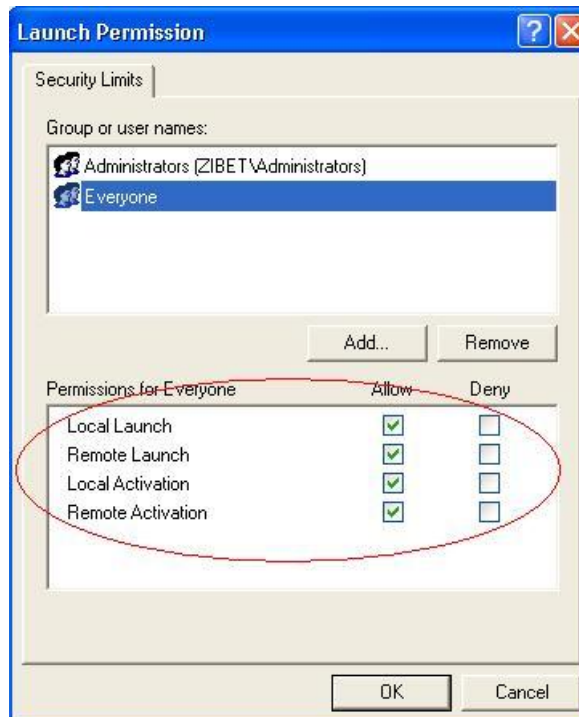 Launch Permission
Security Limits
Group or user names:
Administrators (ZIBET\Administrators)
Everyone
Add... Remove
Permissions for Everyone Allow Deny
Local Launch
Remote Launch
Local Activation
Remote Activation
OK Cancel